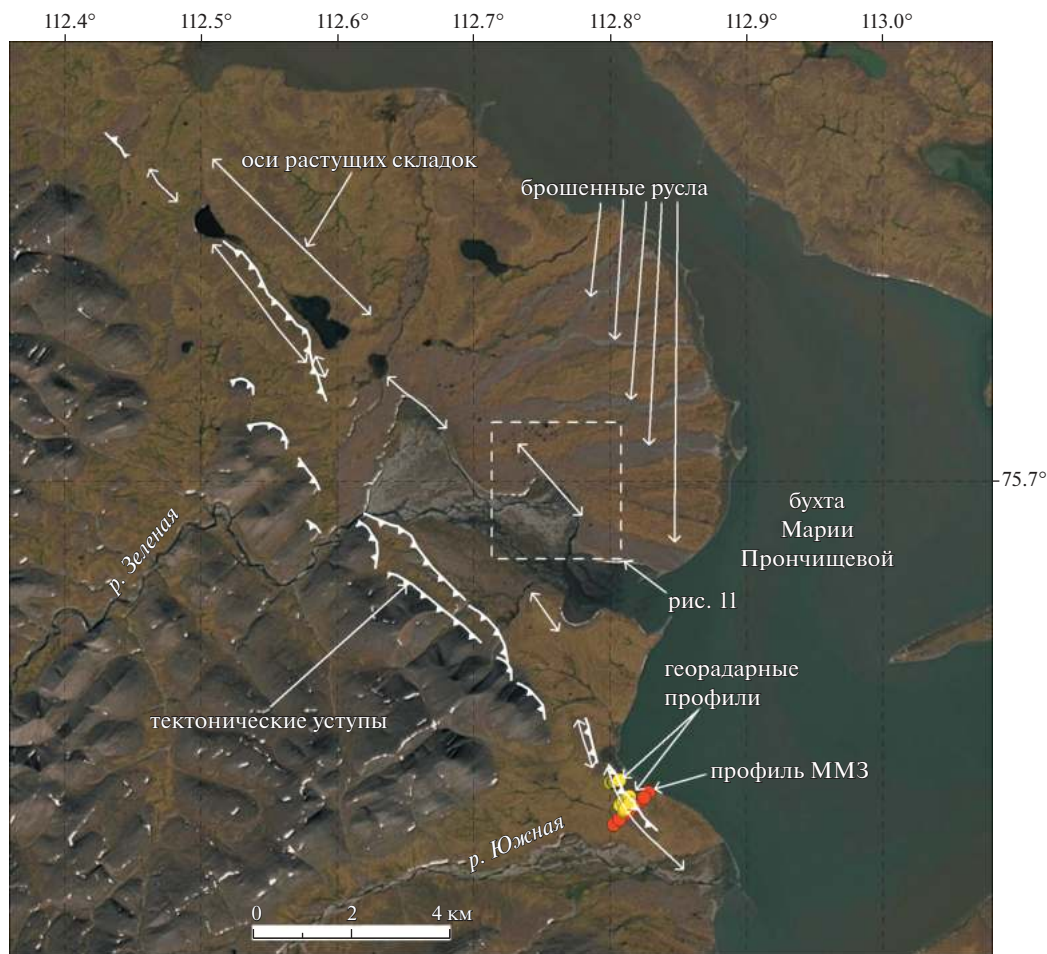 112.4° 112.5° 112.6° 112.7° 112.8° 112.9° 113.0°
оси растущих складок
брошенные русла
75.7°
бухта
Марии
Прончищевой
р. Зеленая
рис. 11
георадарные
профили
тектонические уступы
профиль ММЗ
р. Южная
0 2 4 км